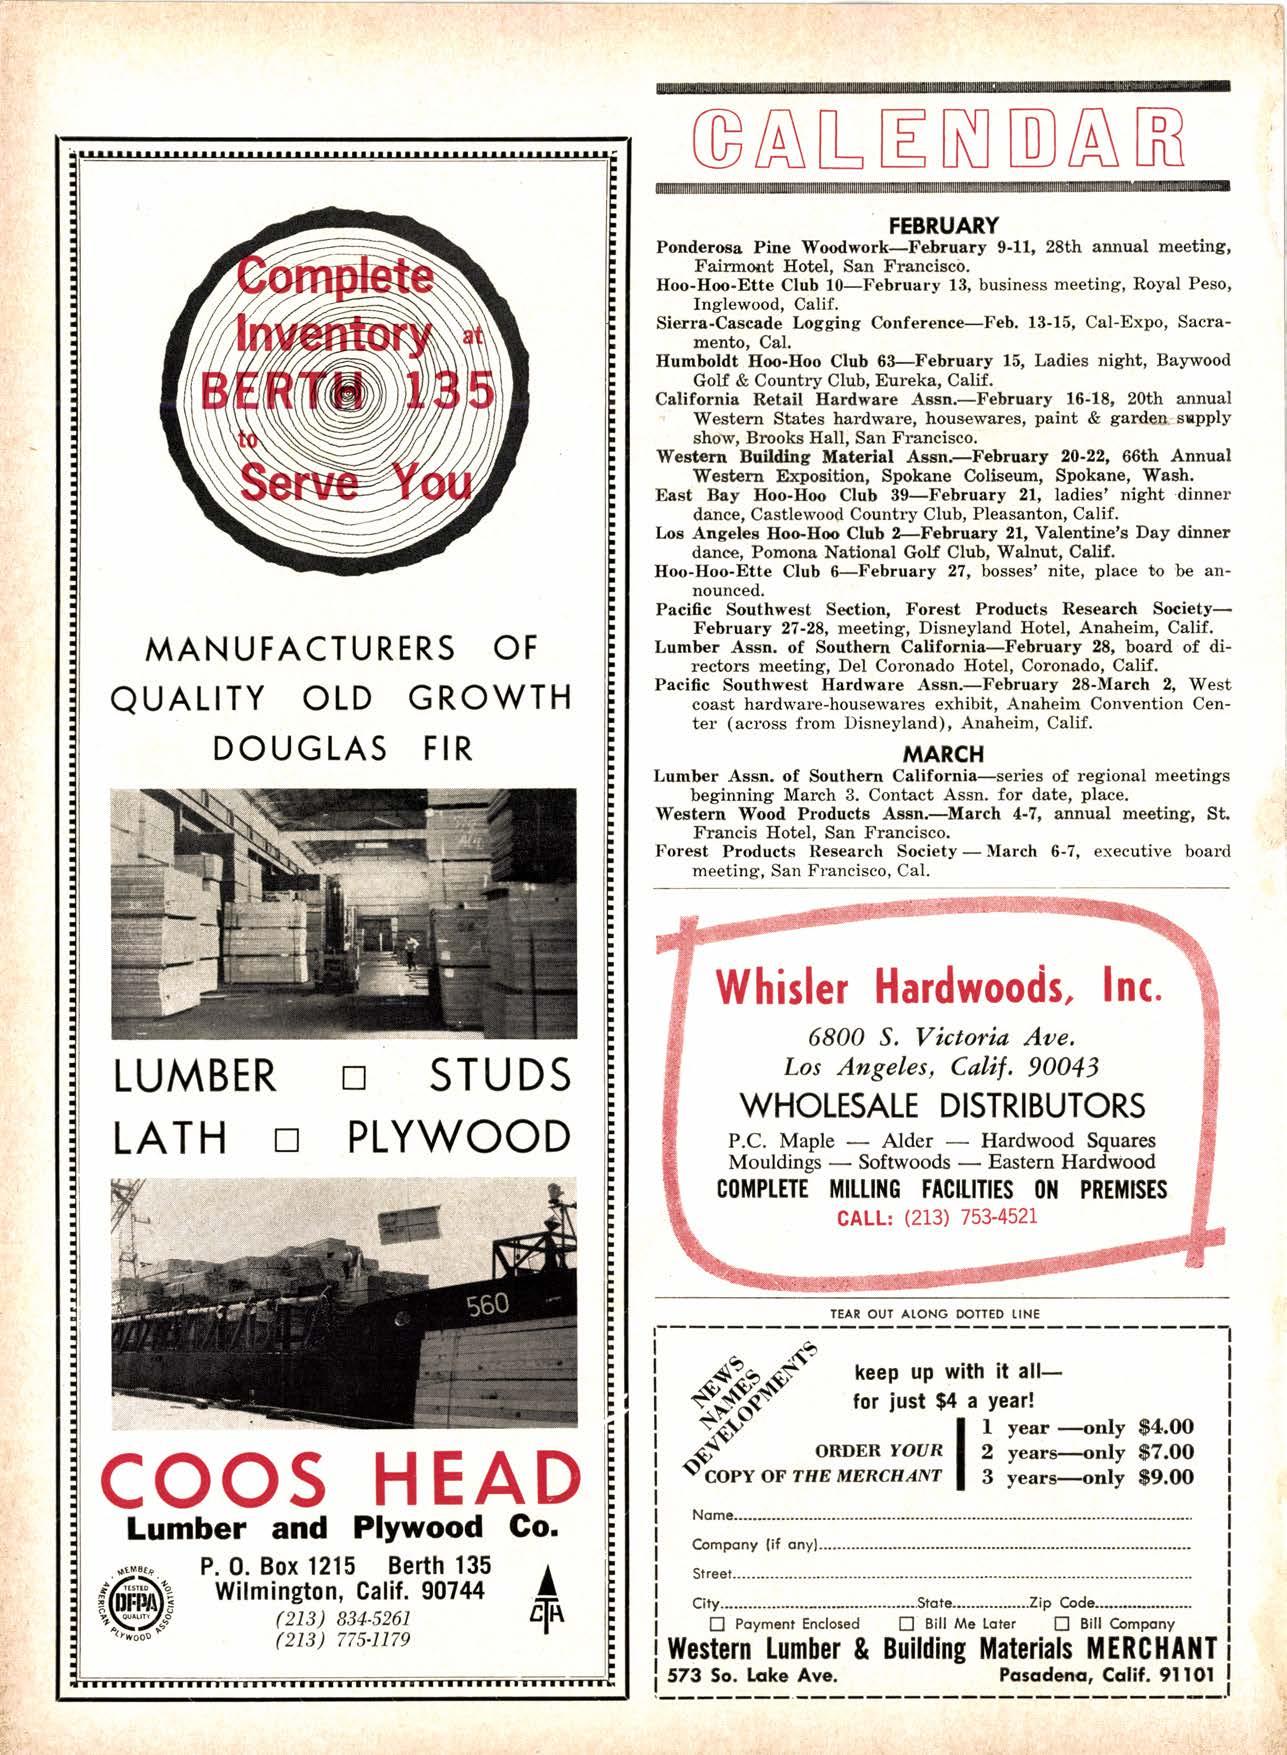 Complete
Inventory at
BERTH 135
to
Serve You
MANUFACTURERS OF
QUALITY OLD GROWTH
DOUGLAS FIR
LUMBER □ STUDS
LATH □ PLYWOOD
560
COOS HEAD
Lumber and Plywood Co.
P. O. Box 1215 Berth 135
Wilmington, Calif. 90744
(213) 834-5261
(213) 775-1179
MEMBER
AMERICAN PLYWOOD ASSOCIATION
TESTED
DFPA
QUALITY
CTA
CALENDAR
FEBRUARY
Ponderosa Pine Woodwork—February 9-11, 28th annual meeting,
Fairmont Hotel, San Francisco.
Hoo-Hoo-Ette Club 10—February 13, business meeting, Royal Peso,
Inglewood, Calif.
Sierra-Cascade Logging Conference—Feb. 13-15, Cal-Expo, Sacra-
mento, Cal.
Humboldt Hoo-Hoo Club 63—February 15, Ladies night, Baywood
Golf & Country Club, Eureka, Calif.
California Retail Hardware Assn.—February 16-18, 20th annual
Western States hardware, housewares, paint & garden supply
show, Brooks Hall, San Francisco.
Western Building Material Assn.—February 20-22, 66th Annual
Western Exposition, Spokane Coliseum, Spokane, Wash.
East Bay Hoo-Hoo Club 39—February 21, ladies' night dinner
dance, Castlewood Country Club, Pleasanton, Calif.
Los Angeles Hoo-Hoo Club 2—February 21, Valentine's Day dinner
dance, Pomona National Golf Club, Walnut, Calif.
Hoo-Hoo-Ette Club 6—February 27, bosses' nite, place to be an-
nounced.
Pacific Southwest Section, Forest Products Research Society—
February 27-28, meeting, Disneyland Hotel, Anaheim, Calif.
Lumber Assn. of Southern California—February 28, board of di-
rectors meeting, Del Coronado Hotel, Coronado, Calif.
Pacific Southwest Hardware Assn.—February 28-March 2, West
coast hardware-housewares exhibit, Anaheim Convention Cen-
ter (across from Disneyland), Anaheim, Calif.
MARCH
Lumber Assn. of Southern California—series of regional meetings
beginning March 3. Contact Assn. for date, place.
Western Wood Products Assn.—March 4-7, annual meeting, St.
Francis Hotel, San Francisco.
Forest Products Research Society — March 6-7, executive board
meeting, San Francisco, Cal.
Whisler Hardwoods, Inc.
6800 S. Victoria Ave.
Los Angeles, Calif. 90043
WHOLESALE DISTRIBUTORS
P.C. Maple — Alder — Hardwood Squares
Mouldings — Softwoods — Eastern Hardwood
COMPLETE MILLING FACILITIES ON PREMISES
CALL: (213) 753-4521
TEAR OUT ALONG DOTTED LINE
NEWS
NAMES
DEVELOPMENTS
keep up with it all—
for just $4 a year!
ORDER YOUR
COPY OF THE MERCHANT
1 year —only $4.00
2 years—only $7.00
3 years—only $9.00
Name
Company (if any)
Street
City State Zip Code
□ Payment Enclosed □ Bill Me Later □ Bill Company
Western Lumber & Building Materials MERCHANT
573 So. Lake Ave. Pasadena, Calif. 91101